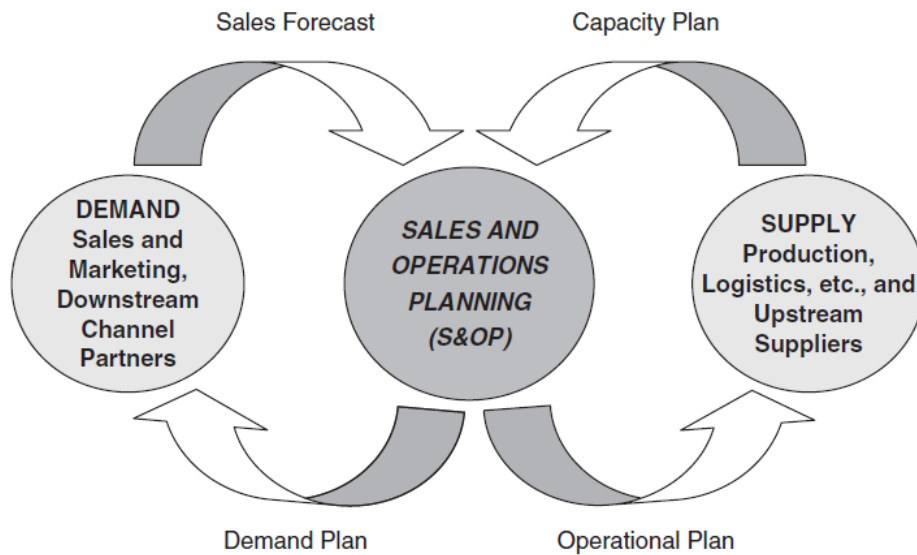 Sales Forecast
Capacity Plan
DEMAND
Sales and
Marketing,
Downstream
Channel
Partners
SALES AND
OPERATIONS
PLANNING
(S&OP)
SUPPLY
Production,
Logistics, etc., and
Upstream
Suppliers
Demand Plan
Operational Plan